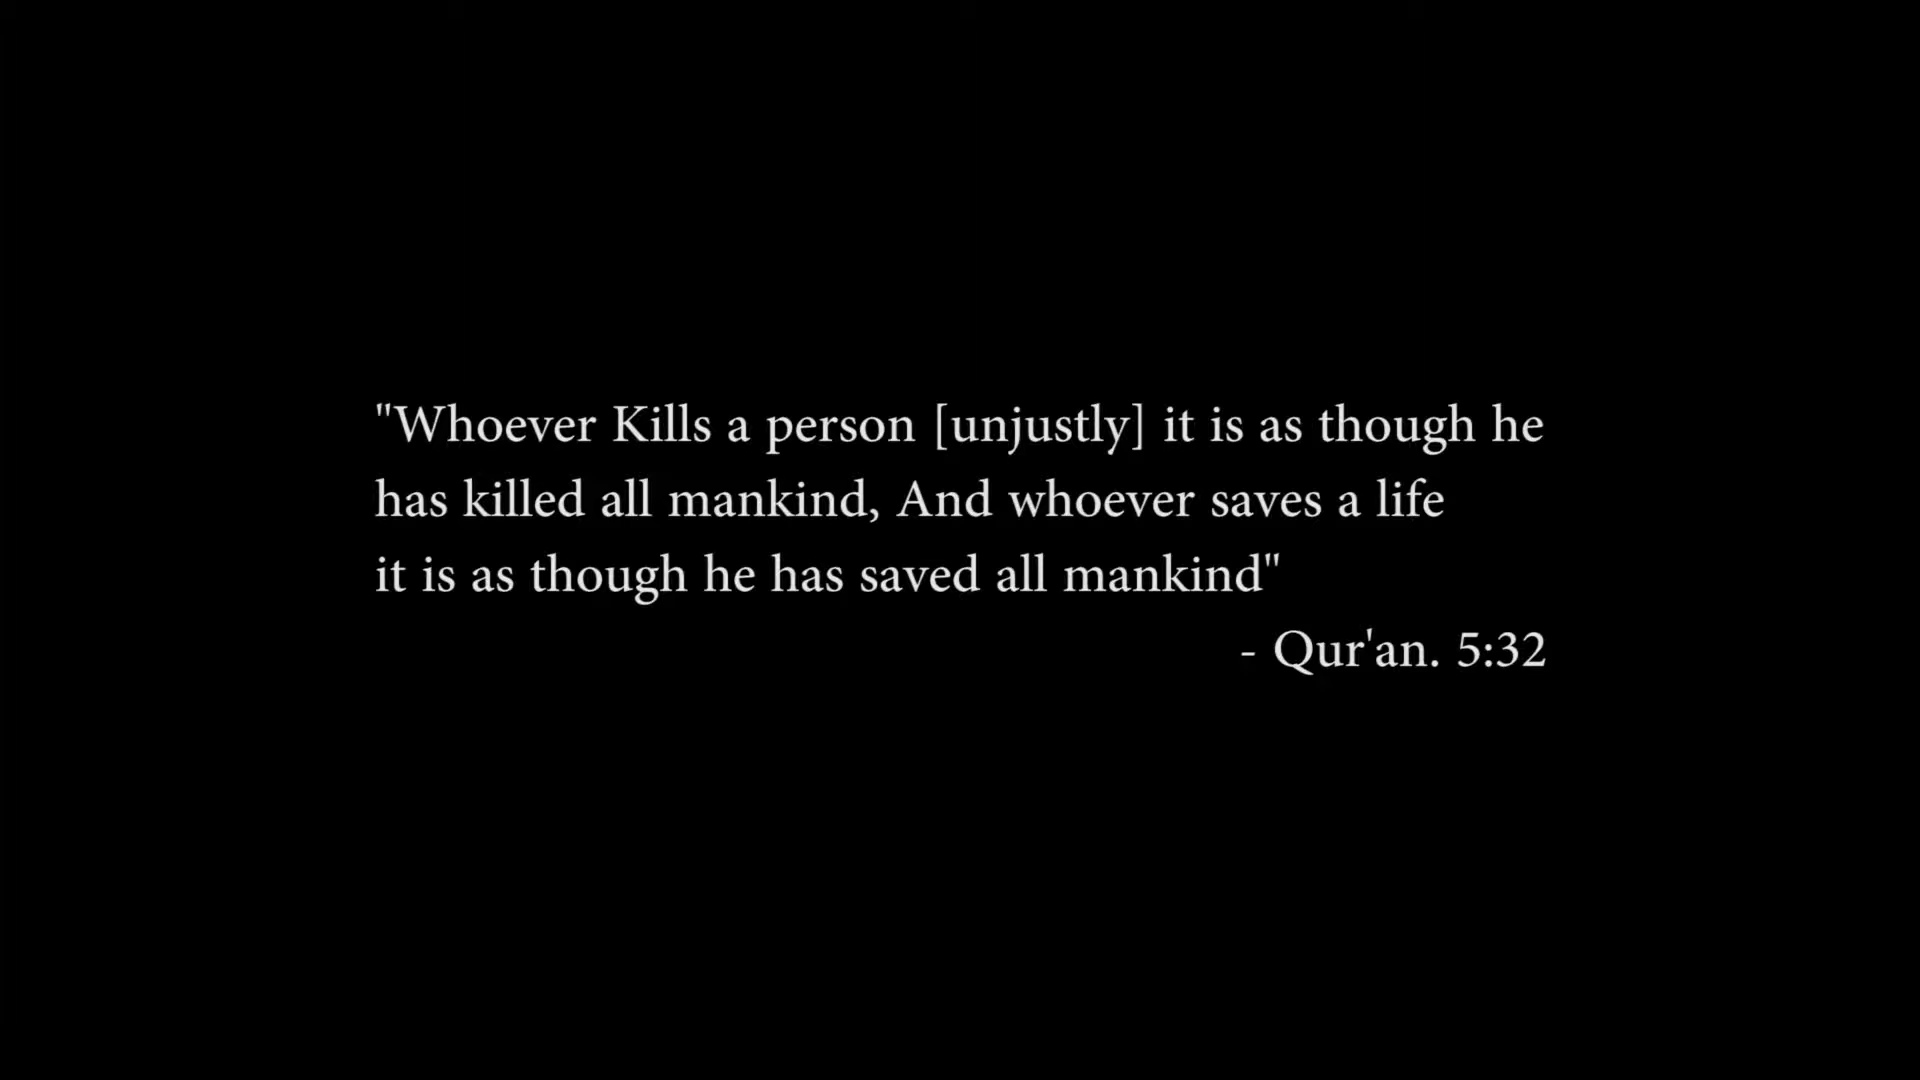 "Whoever Kills a person [unjustly] it is as though he
has killed all mankind, And whoever saves a life
it is as though he has saved all mankind"
- Qur'an. 5:32